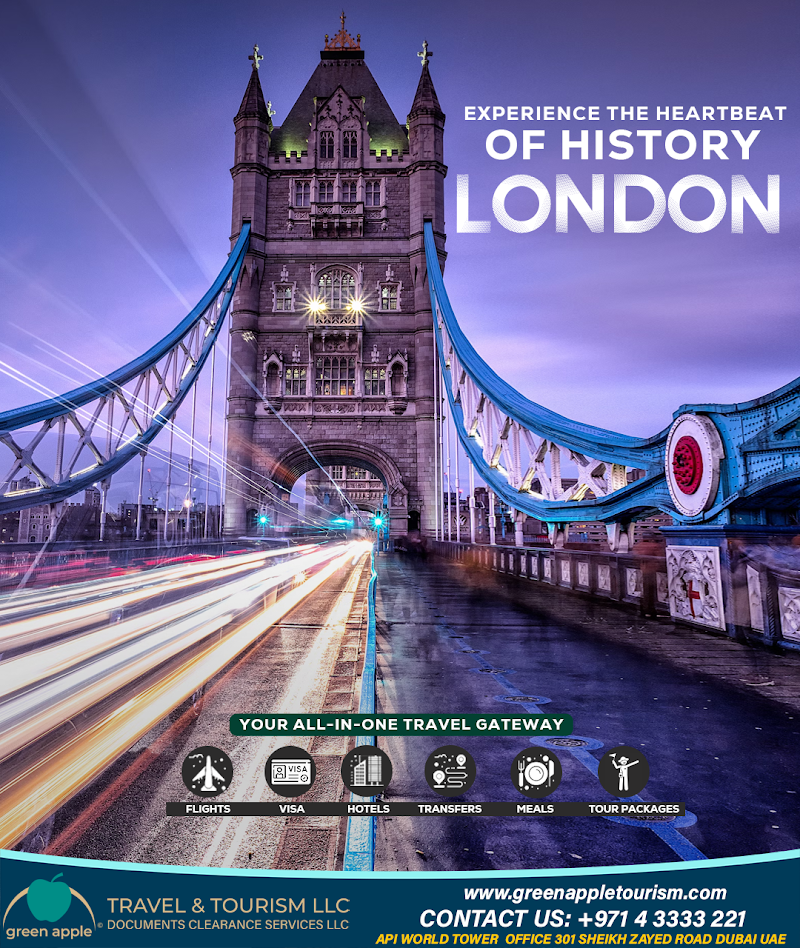 EXPERIENCE THE HEARTBEAT
OF HISTORY
LONDON
YOUR ALL-IN-ONE TRAVEL GATEWAY
VISA
FLIGHTS VISA HOTELS TRANSFERS MEALS TOUR PACKAGES
green apple ©
TRAVEL & TOURISM LLC
DOCUMENTS CLEARANCE SERVICES LLC
www.greenappletourism.com
CONTACT US: +971 4 3333 221
API WORLD TOWER OFFICE 301 SHEIKH ZAYED ROAD DUBAI UAE